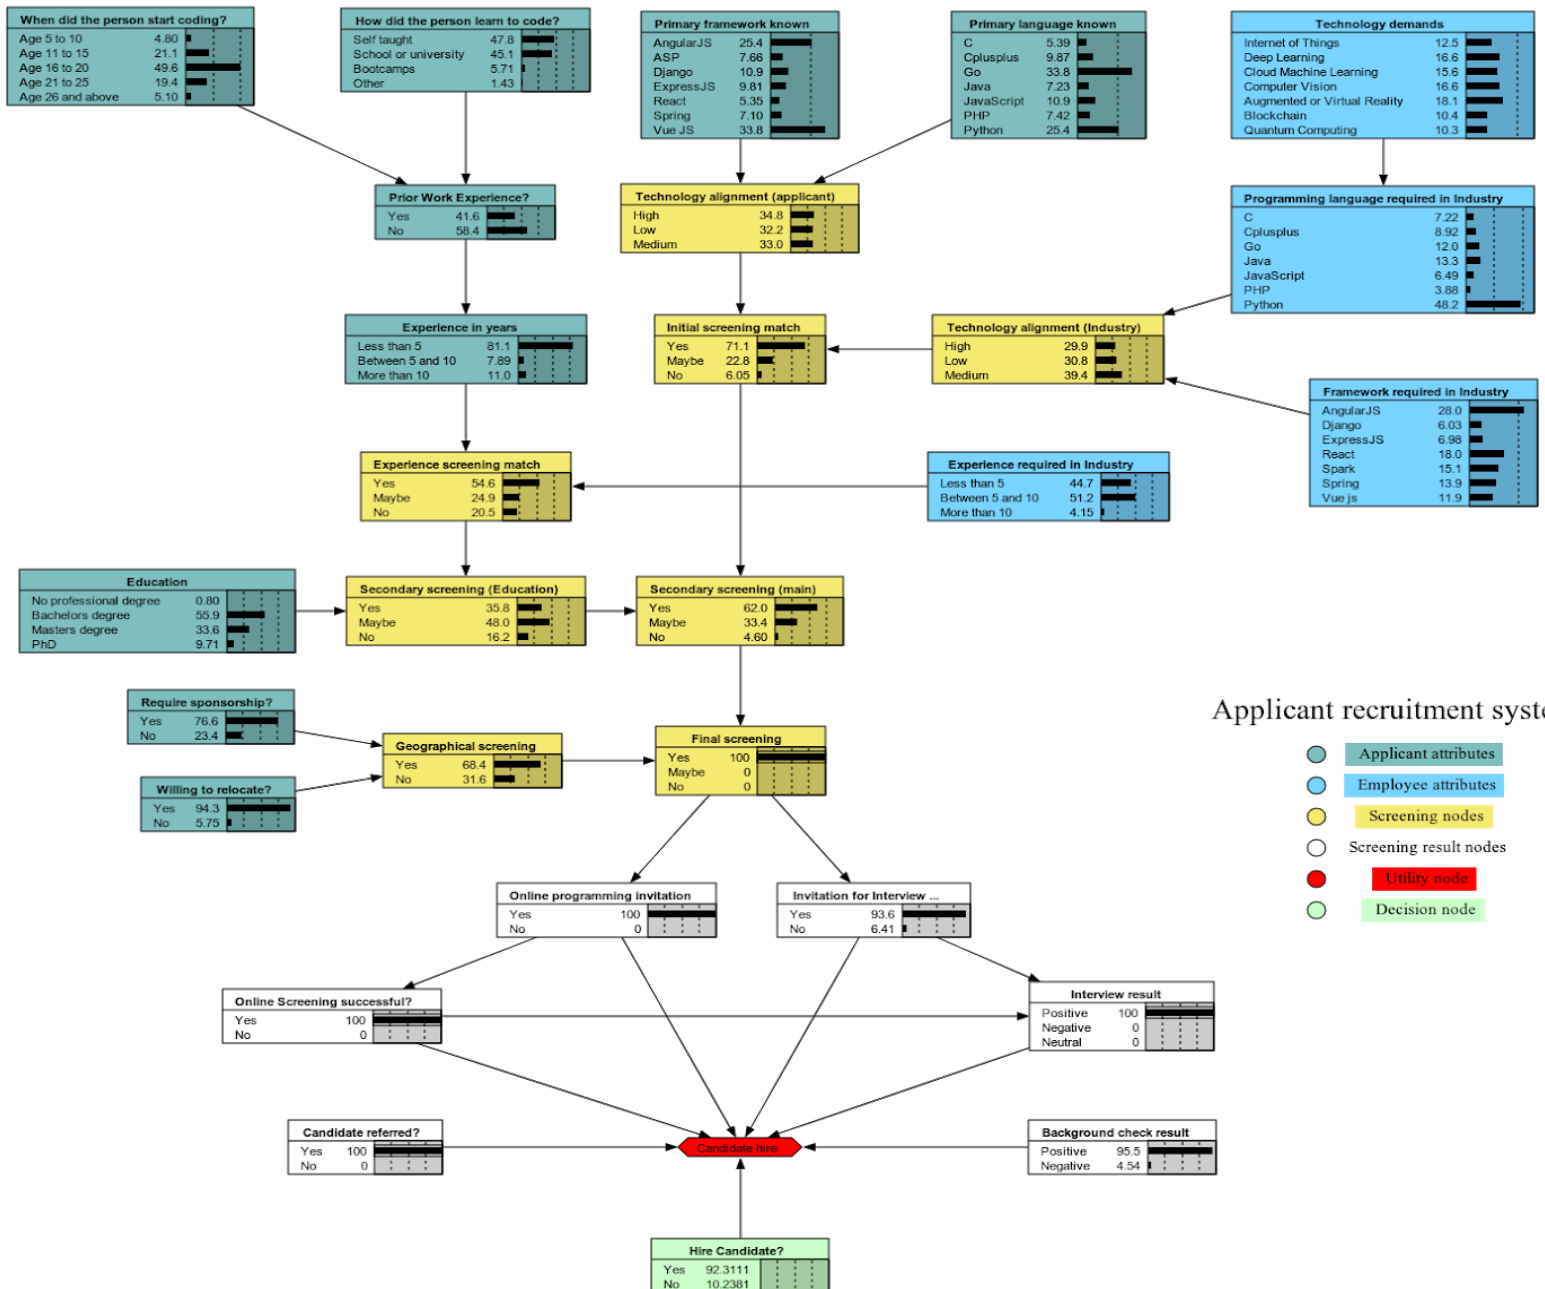 When did the person start coding?
Age 5 to 10 4.80
Age 11 to 15 21.1
Age 16 to 20 49.6
Age 21 to 25 19.4
Age 26 and above 5.10
How did the person learn to code?
Self taught 47.8
School or university 45.1
Bootcamps 5.71
Other 1.43
Primary framework known
AngularJS 25.4
ASP 7.66
Django 10.9
ExpressJS 9.81
React 5.35
Spring 7.10
Vue JS 33.8
Primary language known
C 5.39
Cplusplus 9.87
Go 33.8
Java 7.23
JavaScript 10.9
PHP 7.42
Python 25.4
Technology demands
Internet of Things 12.5
Deep Learning 16.6
Cloud Machine Learning 15.6
Computer Vision 16.6
Augmented or Virtual Reality 18.1
Blockchain 10.4
Quantum Computing 10.3
Prior Work Experience?
Yes 41.6
No 58.4
Technology alignment (applicant)
High 34.8
Low 32.2
Medium 33.0
Programming language required in Industry
C 7.22
Cplusplus 8.92
Go 12.0
Java 13.3
JavaScript 6.49
PHP 3.88
Python 48.2
Experience in years
Less than 5 81.1
Between 5 and 10 7.89
More than 10 11.0
Initial screening match
Yes 71.1
Maybe 22.8
No 6.05
Technology alignment (Industry)
High 29.9
Low 30.8
Medium 39.4
Framework required in Industry
AngularJS 28.0
Django 6.03
ExpressJS 6.98
React 18.0
Spark 15.1
Spring 13.9
Vue js 11.9
Experience screening match
Yes 54.6
Maybe 24.9
No 20.5
Experience required in Industry
Less than 5 44.7
Between 5 and 10 51.2
More than 10 4.15
Education
No professional degree 0.80
Bachelors degree 55.9
Masters degree 33.6
PhD 9.71
Secondary screening (Education)
Yes 35.8
Maybe 48.0
No 16.2
Secondary screening (main)
Yes 62.0
Maybe 33.4
No 4.60
Require sponsorship?
Yes 76.6
No 23.4
Geographical screening
Yes 68.4
No 31.6
Willing to relocate?
Yes 94.3
No 5.75
Final screening
Yes 100
Maybe 0
No 0
Applicant recruitment syste
Applicant attributes
Employee attributes
Screening nodes
Screening result nodes
Utility node
Decision node
Online programming invitation
Yes 100
No 0
Invitation for Interview ...
Yes 93.6
No 6.41
Online Screening successful?
Yes 100
No 0
Interview result
Positive 100
Negative 0
Neutral 0
Candidate referred?
Yes 100
No 0
Candidate hire
Background check result
Positive 95.5
Negative 4.54
Hire Candidate?
Yes 92.3111
No 10.2381